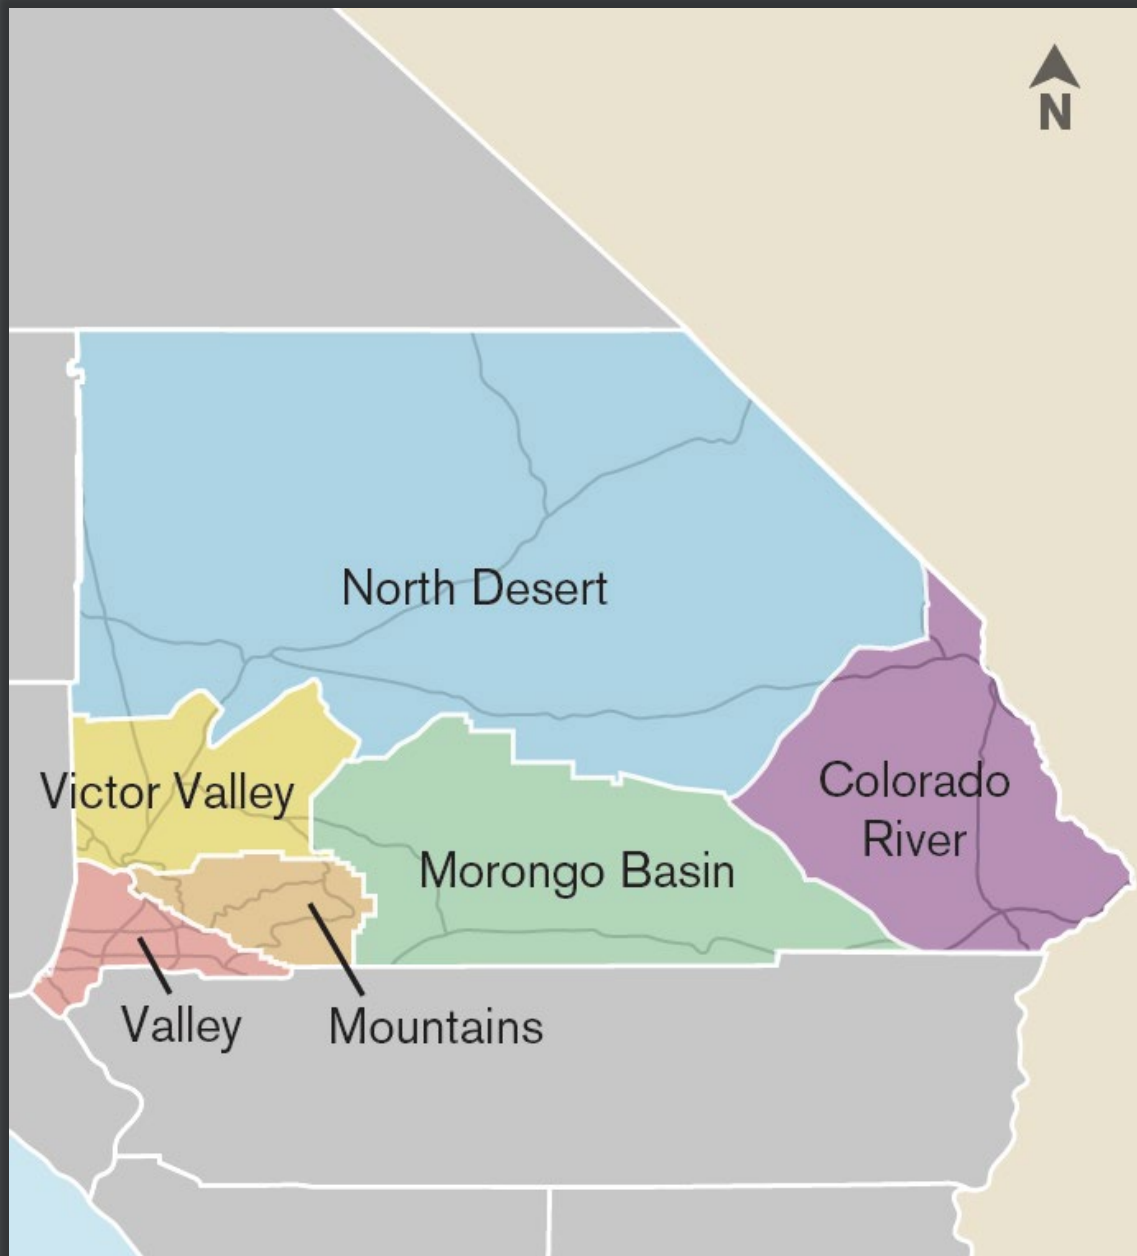 N
North Desert
Victor Valley
Colorado
River
Morongo Basin
Valley
Mountains